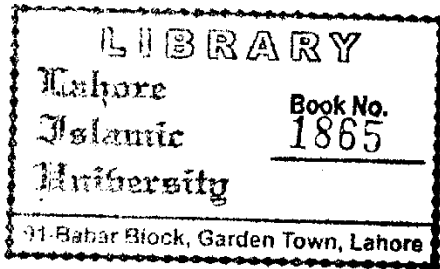 LIBRARY
Lahore
Islamic
University
Book No.
1865
91-Babar Block, Garden Town, Lahore